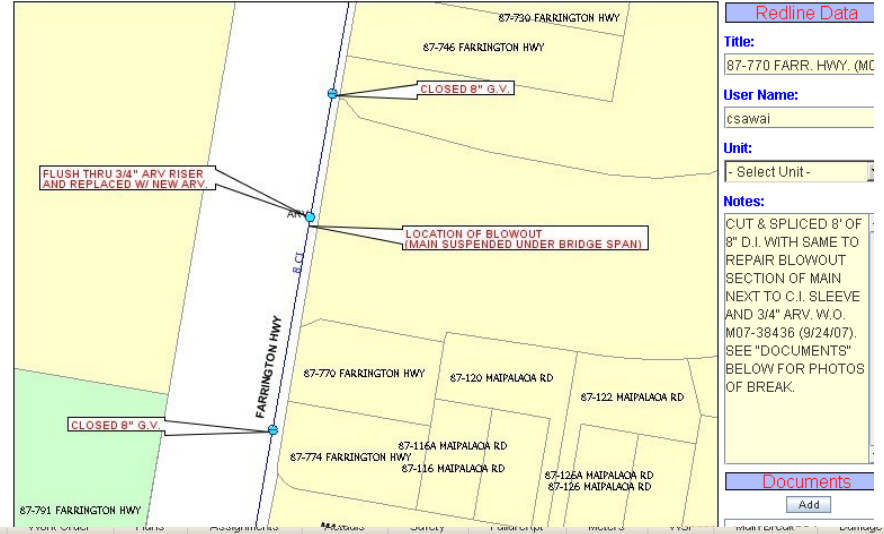 87-730 FARRINGTON HWY
87-746 FARRINGTON HWY
CLOSED 8" G.V.
FLUSH THRU 3/4" ARV RISER
AND REPLACED W/ NEW ARV.
ARV
LOCATION OF BLOWOUT
(MAIN SUSPENDED UNDER BRIDGE SPAN)
8 CI
FARRINGTON HWY
87-770 FARRINGTON HWY
87-120 MAIPALAOA RD
87-122 MAIPALAOA RD
CLOSED 8" G.V.
87-774 FARRINGTON HWY
87-116A MAIPALAOA RD
87-116 MAIPALAOA RD
87-126A MAIPALAOA RD
87-126 MAIPALAOA RD
87-791 FARRINGTON HWY
Redline Data
Title:
87-770 FARR. HWY. (M0
User Name:
csawai
Unit:
- Select Unit -
Notes:
CUT & SPLICED 8' OF
8" D.I. WITH SAME TO
REPAIR BLOWOUT
SECTION OF MAIN
NEXT TO C.I. SLEEVE
AND 3/4" ARV. W.O.
M07-38436 (9/24/07).
SEE "DOCUMENTS"
BELOW FOR PHOTOS
OF BREAK.
Documents
Add